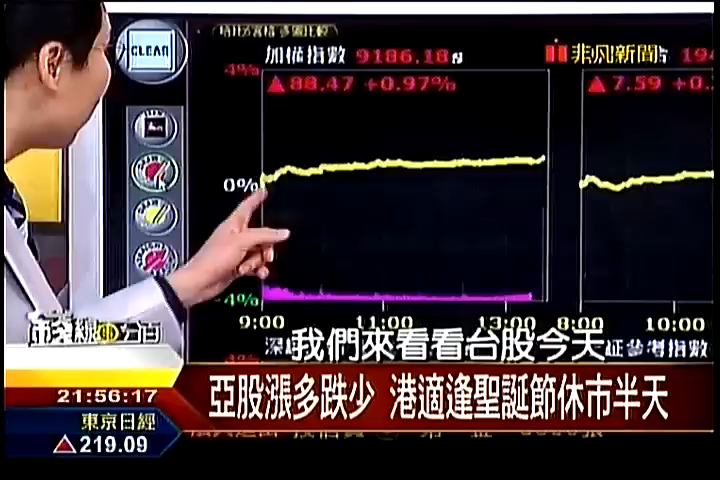 CLEAR
加權指數 9186.18
非凡新聞
194
4%
▲88.47 +0.97%
▲7.59 +0.
0%
-4%
9:00 11:00 13:00 8:00 10:00
我們來看看台股今天
21:56:17
亞股漲多跌少 港適逢聖誕節休市半天
東京日經
▲219.09